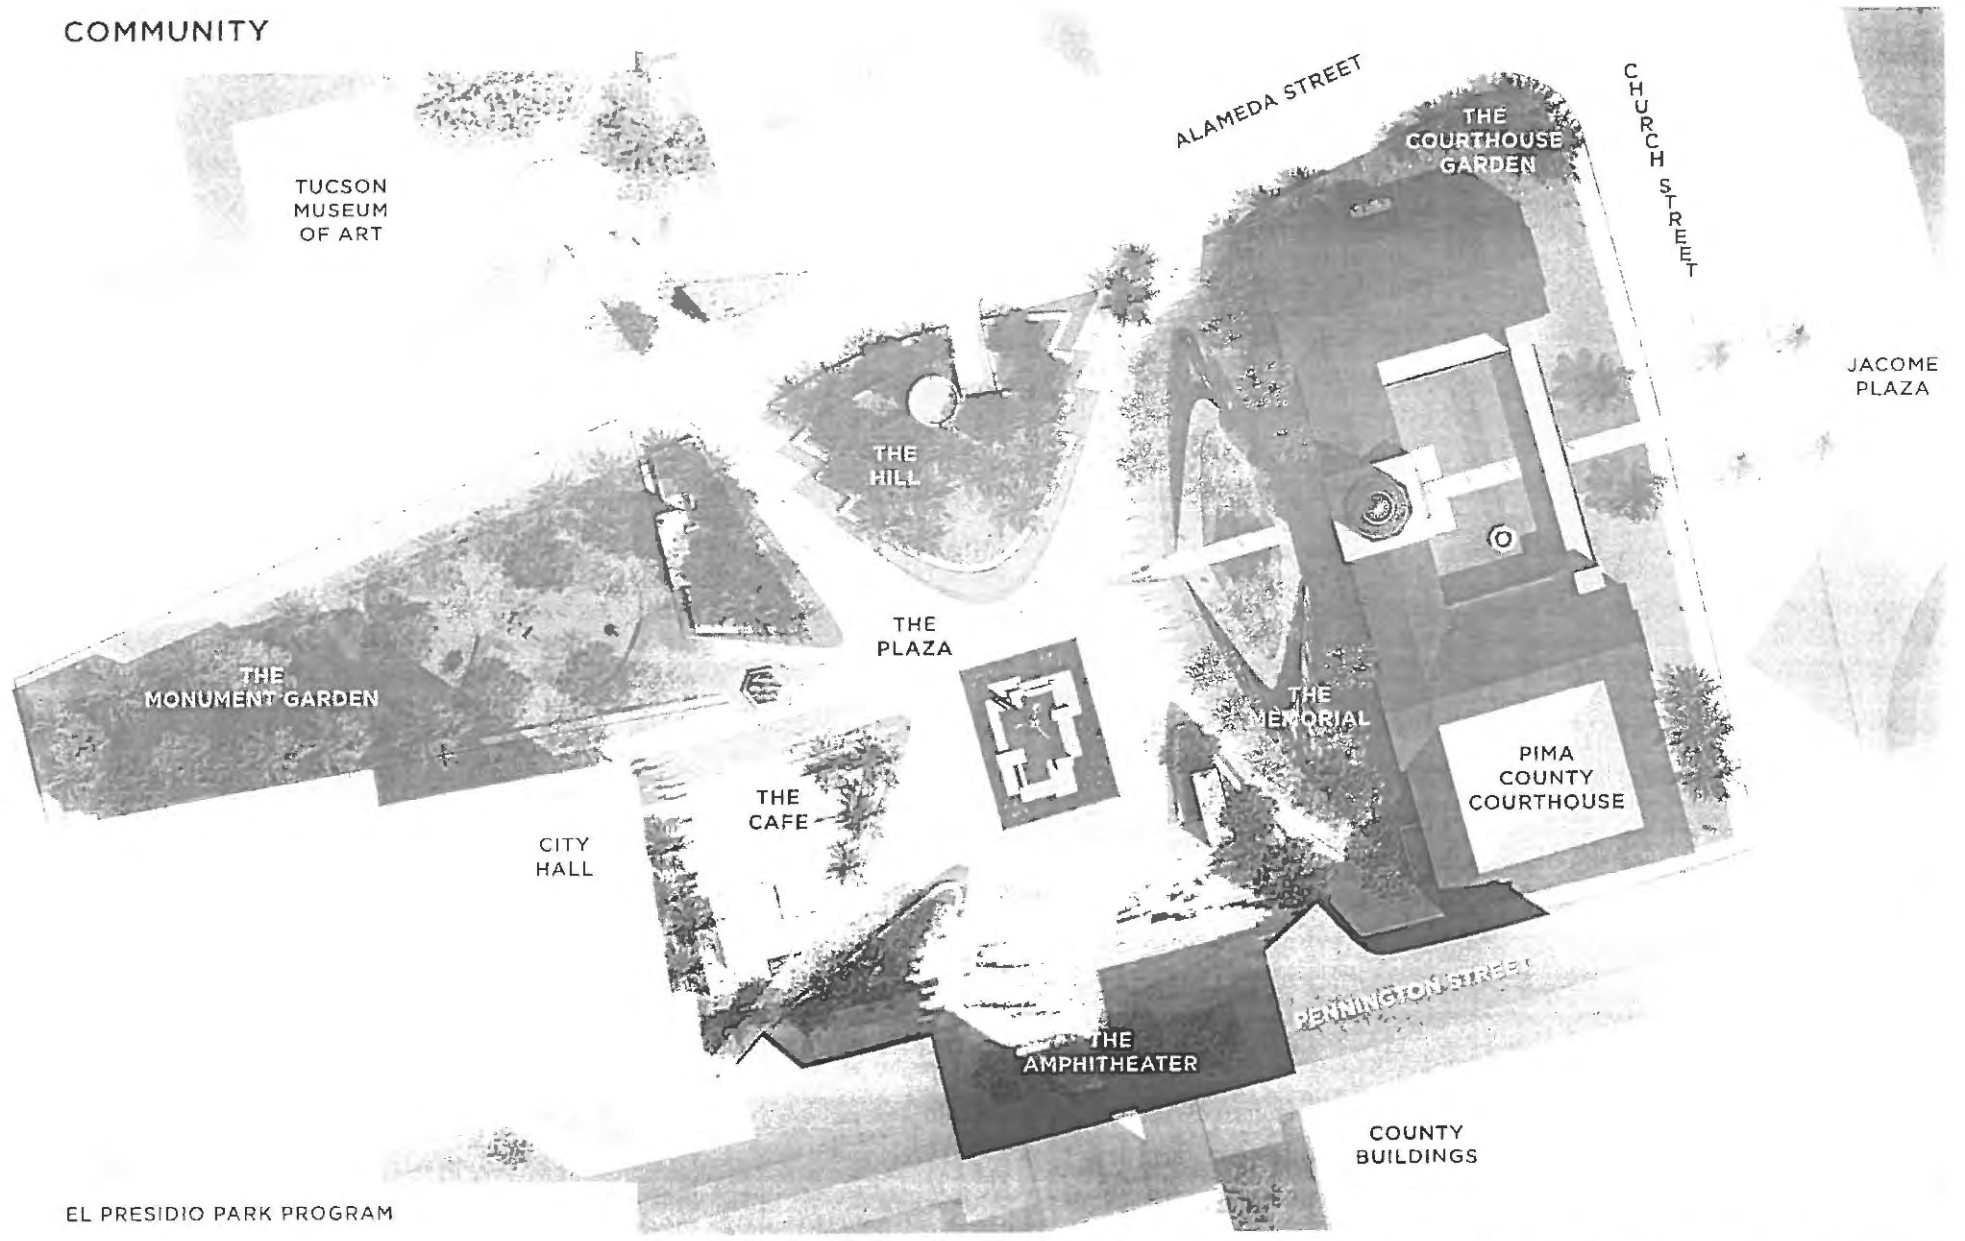 COMMUNITY
ALAMEDA STREET
CHURCH STREET
THE
COURTHOUSE
GARDEN
TUCSON
MUSEUM
OF ART
JACOME
PLAZA
THE
HILL
THE
PLAZA
THE
MONUMENT GARDEN
THE
MEMORIAL
PIMA
COUNTY
COURTHOUSE
THE
CAFE
CITY
HALL
PENNINGTON STREET
THE
AMPHITHEATER
COUNTY
BUILDINGS
EL PRESIDIO PARK PROGRAM